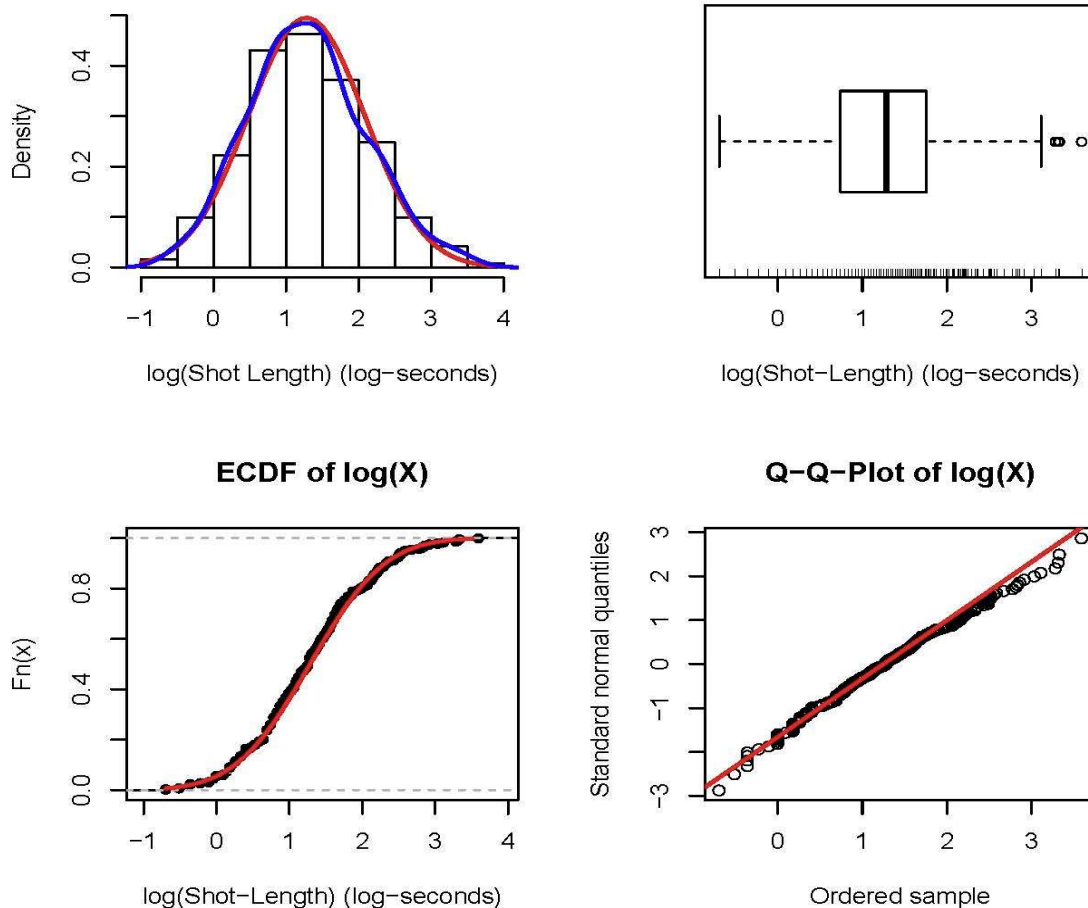 Density
0.0 0.2 0.4
−1 0 1 2 3 4
log(Shot Length) (log−seconds)
0 1 2 3
log(Shot−Length) (log−seconds)
ECDF of log(X)
Fn(x)
0.0 0.4 0.8
−1 0 1 2 3 4
log(Shot−Length) (log−seconds)
Q−Q−Plot of log(X)
Standard normal quantiles
−3 −1 0 1 2 3
0 1 2 3
Ordered sample